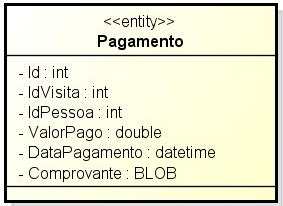 <<entity>>
Pagamento
- Id : int
- IdVisita : int
- IdPessoa : int
- ValorPago : double
- DataPagamento : datetime
- Comprovante : BLOB